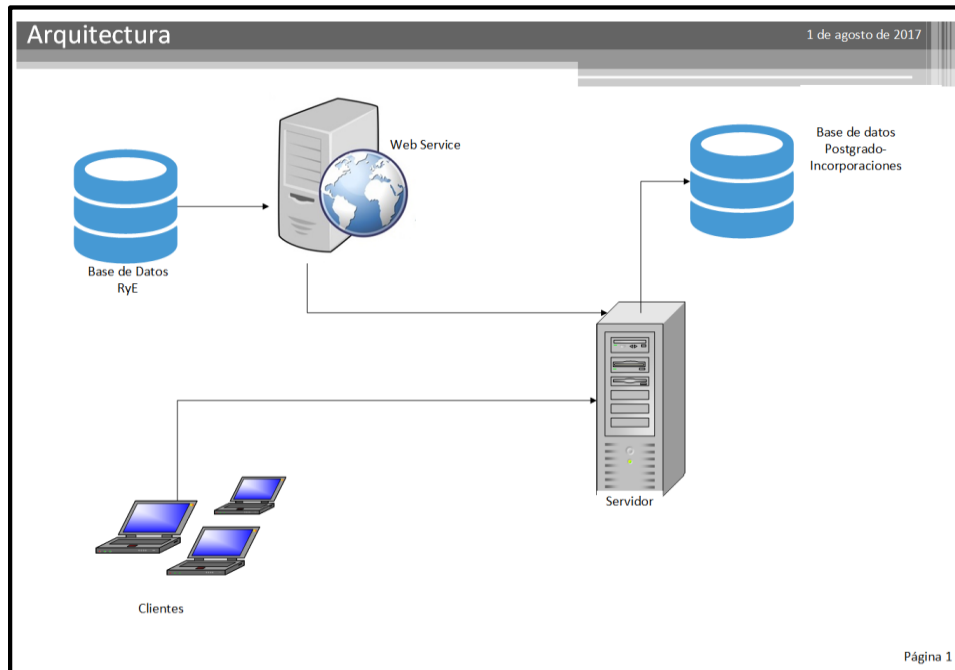 Arquitectura
1 de agosto de 2017
Web Service
Base de datos
Postgrado-
Incorporaciones
Base de Datos
RyE
Servidor
Clientes
Página 1